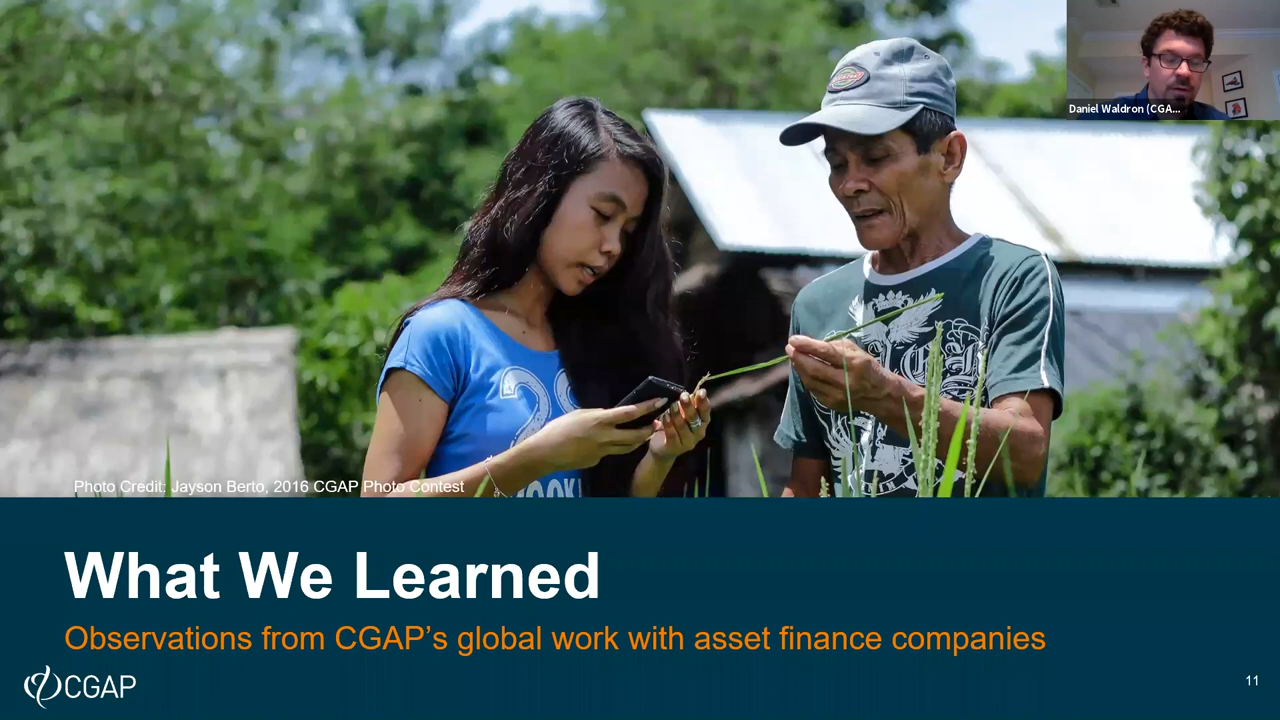 Daniel Waldron (CGA...
Photo Credit: Jayson Berto, 2016 CGAP Photo Contest
What We Learned
Observations from CGAP's global work with asset finance companies
CGAP
11